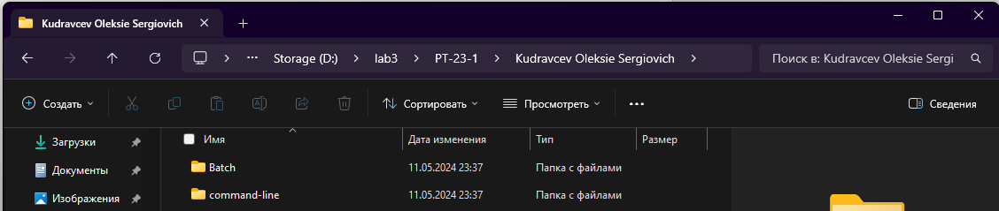 Kudravcev Oleksie Sergiovich
Storage (D:) lab3 PT-23-1 Kudravcev Oleksie Sergiovich Поиск в: Kudravcev Oleksie Sergi
Создать Сортировать Просмотреть Сведения
Загрузки
Документы
Изображения
Имя Дата изменения Тип Размер
Batch 11.05.2024 23:37 Папка с файлами
command-line 11.05.2024 23:37 Папка с файлами